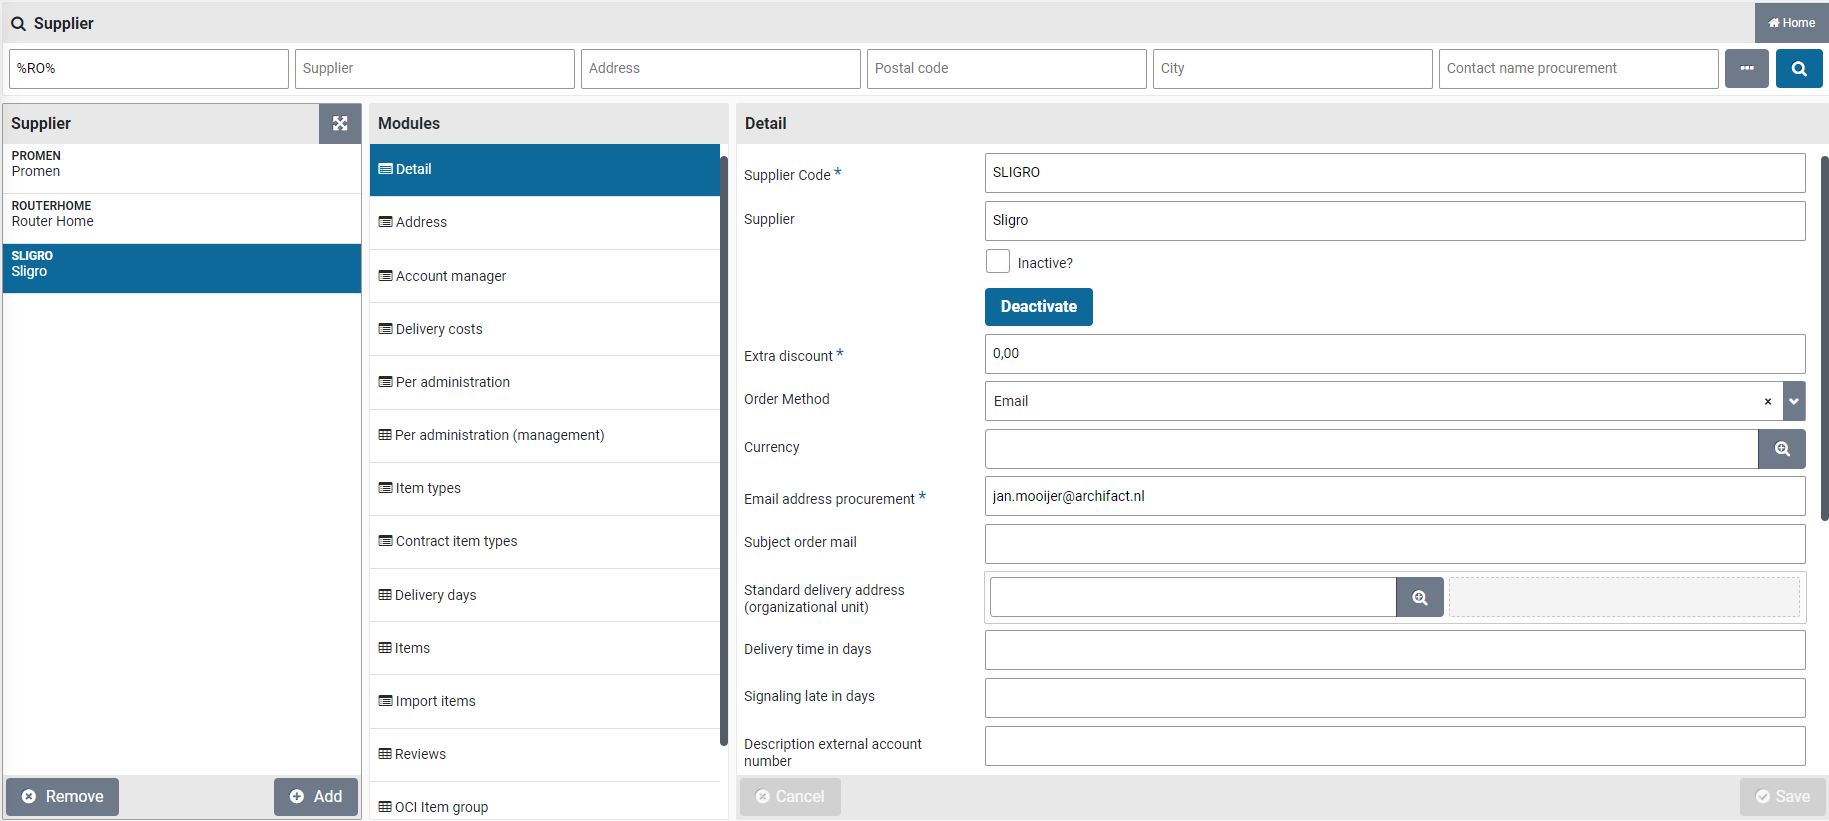 Supplier
Home
%RO%
Supplier
Address
Postal code
City
Contact name procurement
Supplier
PROMEN
Promen
ROUTERHOME
Router Home
SLIGRO
Sligro
Remove
Add
Modules
Detail
Address
Account manager
Delivery costs
Per administration
Per administration (management)
Item types
Contract item types
Delivery days
Items
Import items
Reviews
OCI Item group
Detail
Supplier Code *
SLIGRO
Supplier
Sligro
Inactive?
Deactivate
Extra discount *
0,00
Order Method
Email
Currency
Email address procurement *
jan.mooijer@archifact.nl
Subject order mail
Standard delivery address
(organizational unit)
Delivery time in days
Signaling late in days
Description external account
number
Cancel
Save